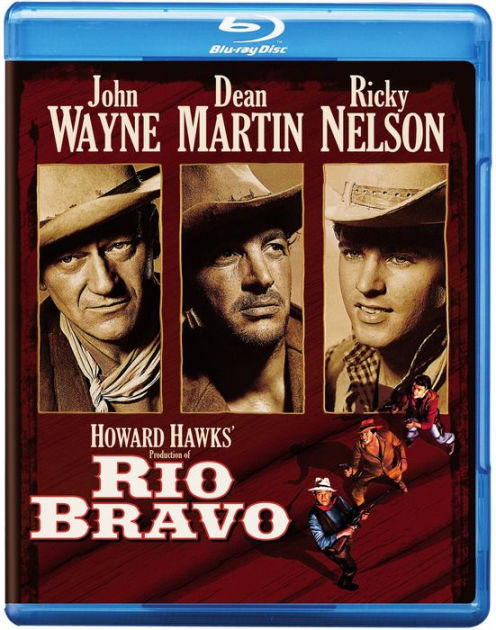 Blu-ray Disc
John Dean Ricky
WAYNE MARTIN NELSON
HOWARD HAWKS'
Production of
RIO
BRAVO